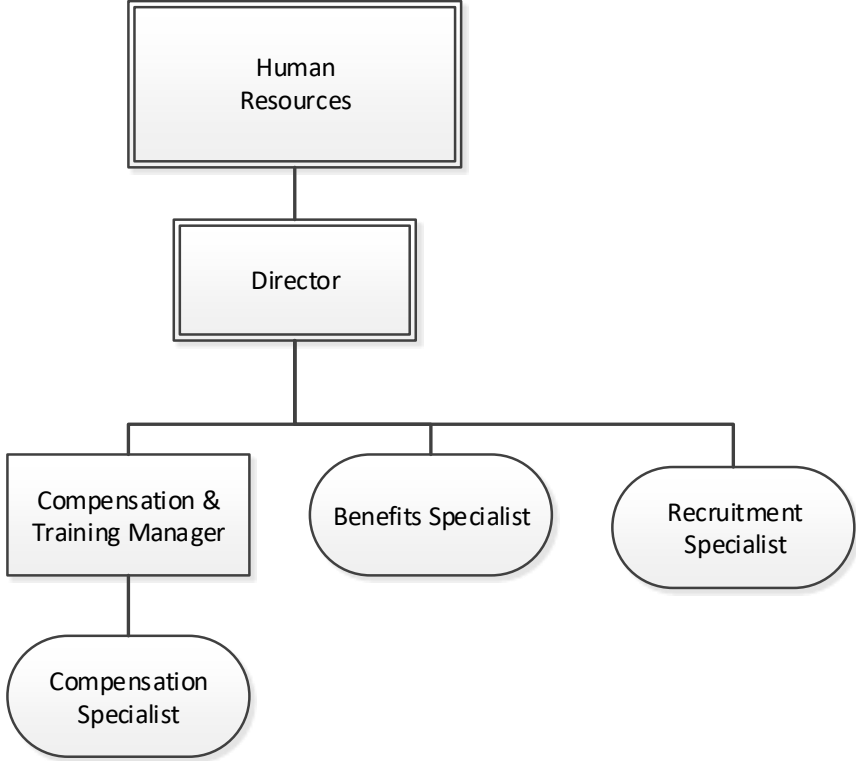 Human
Resources
Director
Compensation &
Training Manager
Benefits Specialist
Recruitment
Specialist
Compensation
Specialist